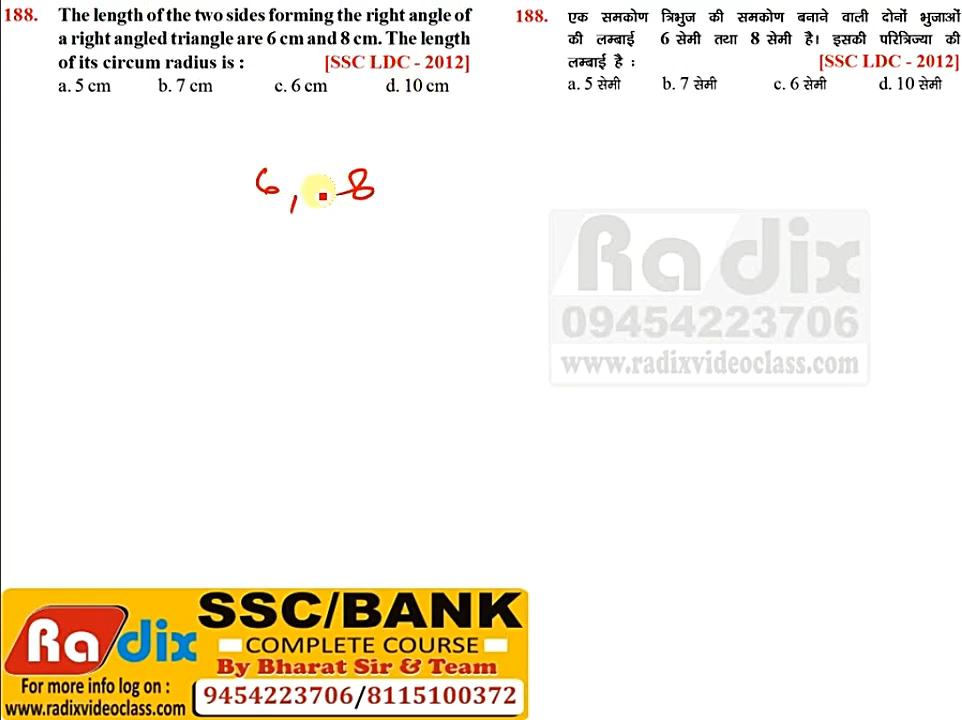 188. The length of the two sides forming the right angle of
a right angled triangle are 6 cm and 8 cm. The length
of its circum radius is : [SSC LDC - 2012]
a. 5 cm b. 7 cm c. 6 cm d. 10 cm
188. एक समकोण त्रिभुज की समकोण बनाने वाली दोनों भुजाओं
की लम्बाई 6 सेमी तथा 8 सेमी है। इसकी परित्रिज्या की
लम्बाई है : [SSC LDC - 2012]
a. 5 सेमी b. 7 सेमी c. 6 सेमी d. 10 सेमी
6, 8
Radix
09454223706
www.radixvideoclass.com
Radix
SSC/BANK
COMPLETE COURSE
By Bharat Sir & Team
For more info log on :
www.radixvideoclass.com
9454223706/8115100372